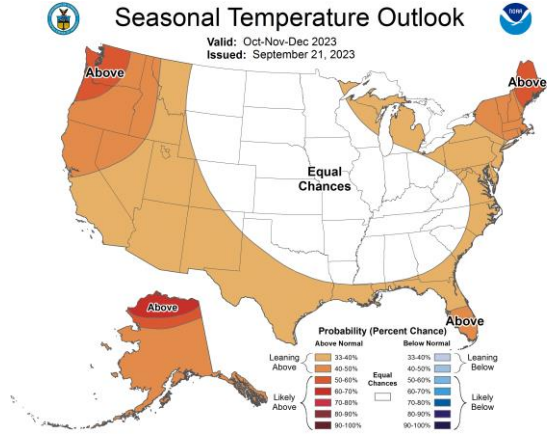 Seasonal Temperature Outlook
NOAA
Valid: Oct-Nov-Dec 2023
Issued: September 21, 2023
Above
Above
Equal
Chances
Above
Above
Probability (Percent Chance)
Above Normal
Below Normal
Leaning
Above
Likely
Above
33-40%
40-50%
50-60%
60-70%
70-80%
80-90%
90-100%
Equal
Chances
33-40%
40-50%
50-60%
60-70%
70-80%
80-90%
90-100%
Leaning
Below
Likely
Below